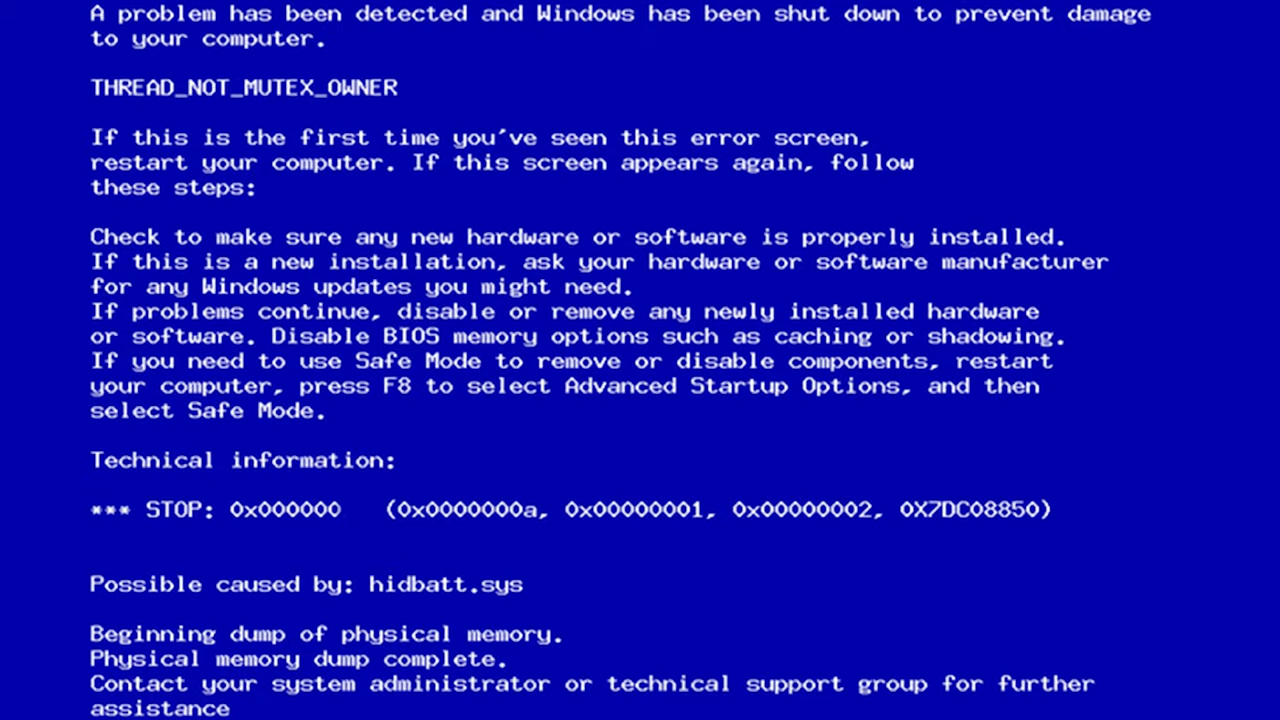 A problem has been detected and Windows has been shut down to prevent damage
to your computer.
THREAD_NOT_MUTEX_OWNER
If this is the first time you've seen this error screen,
restart your computer. If this screen appears again, follow
these steps:
Check to make sure any new hardware or software is properly installed.
If this is a new installation, ask your hardware or software manufacturer
for any Windows updates you might need.
If problems continue, disable or remove any newly installed hardware
or software. Disable BIOS memory options such as caching or shadowing.
If you need to use Safe Mode to remove or disable components, restart
your computer, press F8 to select Advanced Startup Options, and then
select Safe Mode.
Technical information:
*** STOP: 0x000000   (0x0000000a, 0x00000001, 0x00000002, 0X7DC08850)
Possible caused by: hidbatt.sys
Beginning dump of physical memory.
Physical memory dump complete.
Contact your system administrator or technical support group for further
assistance